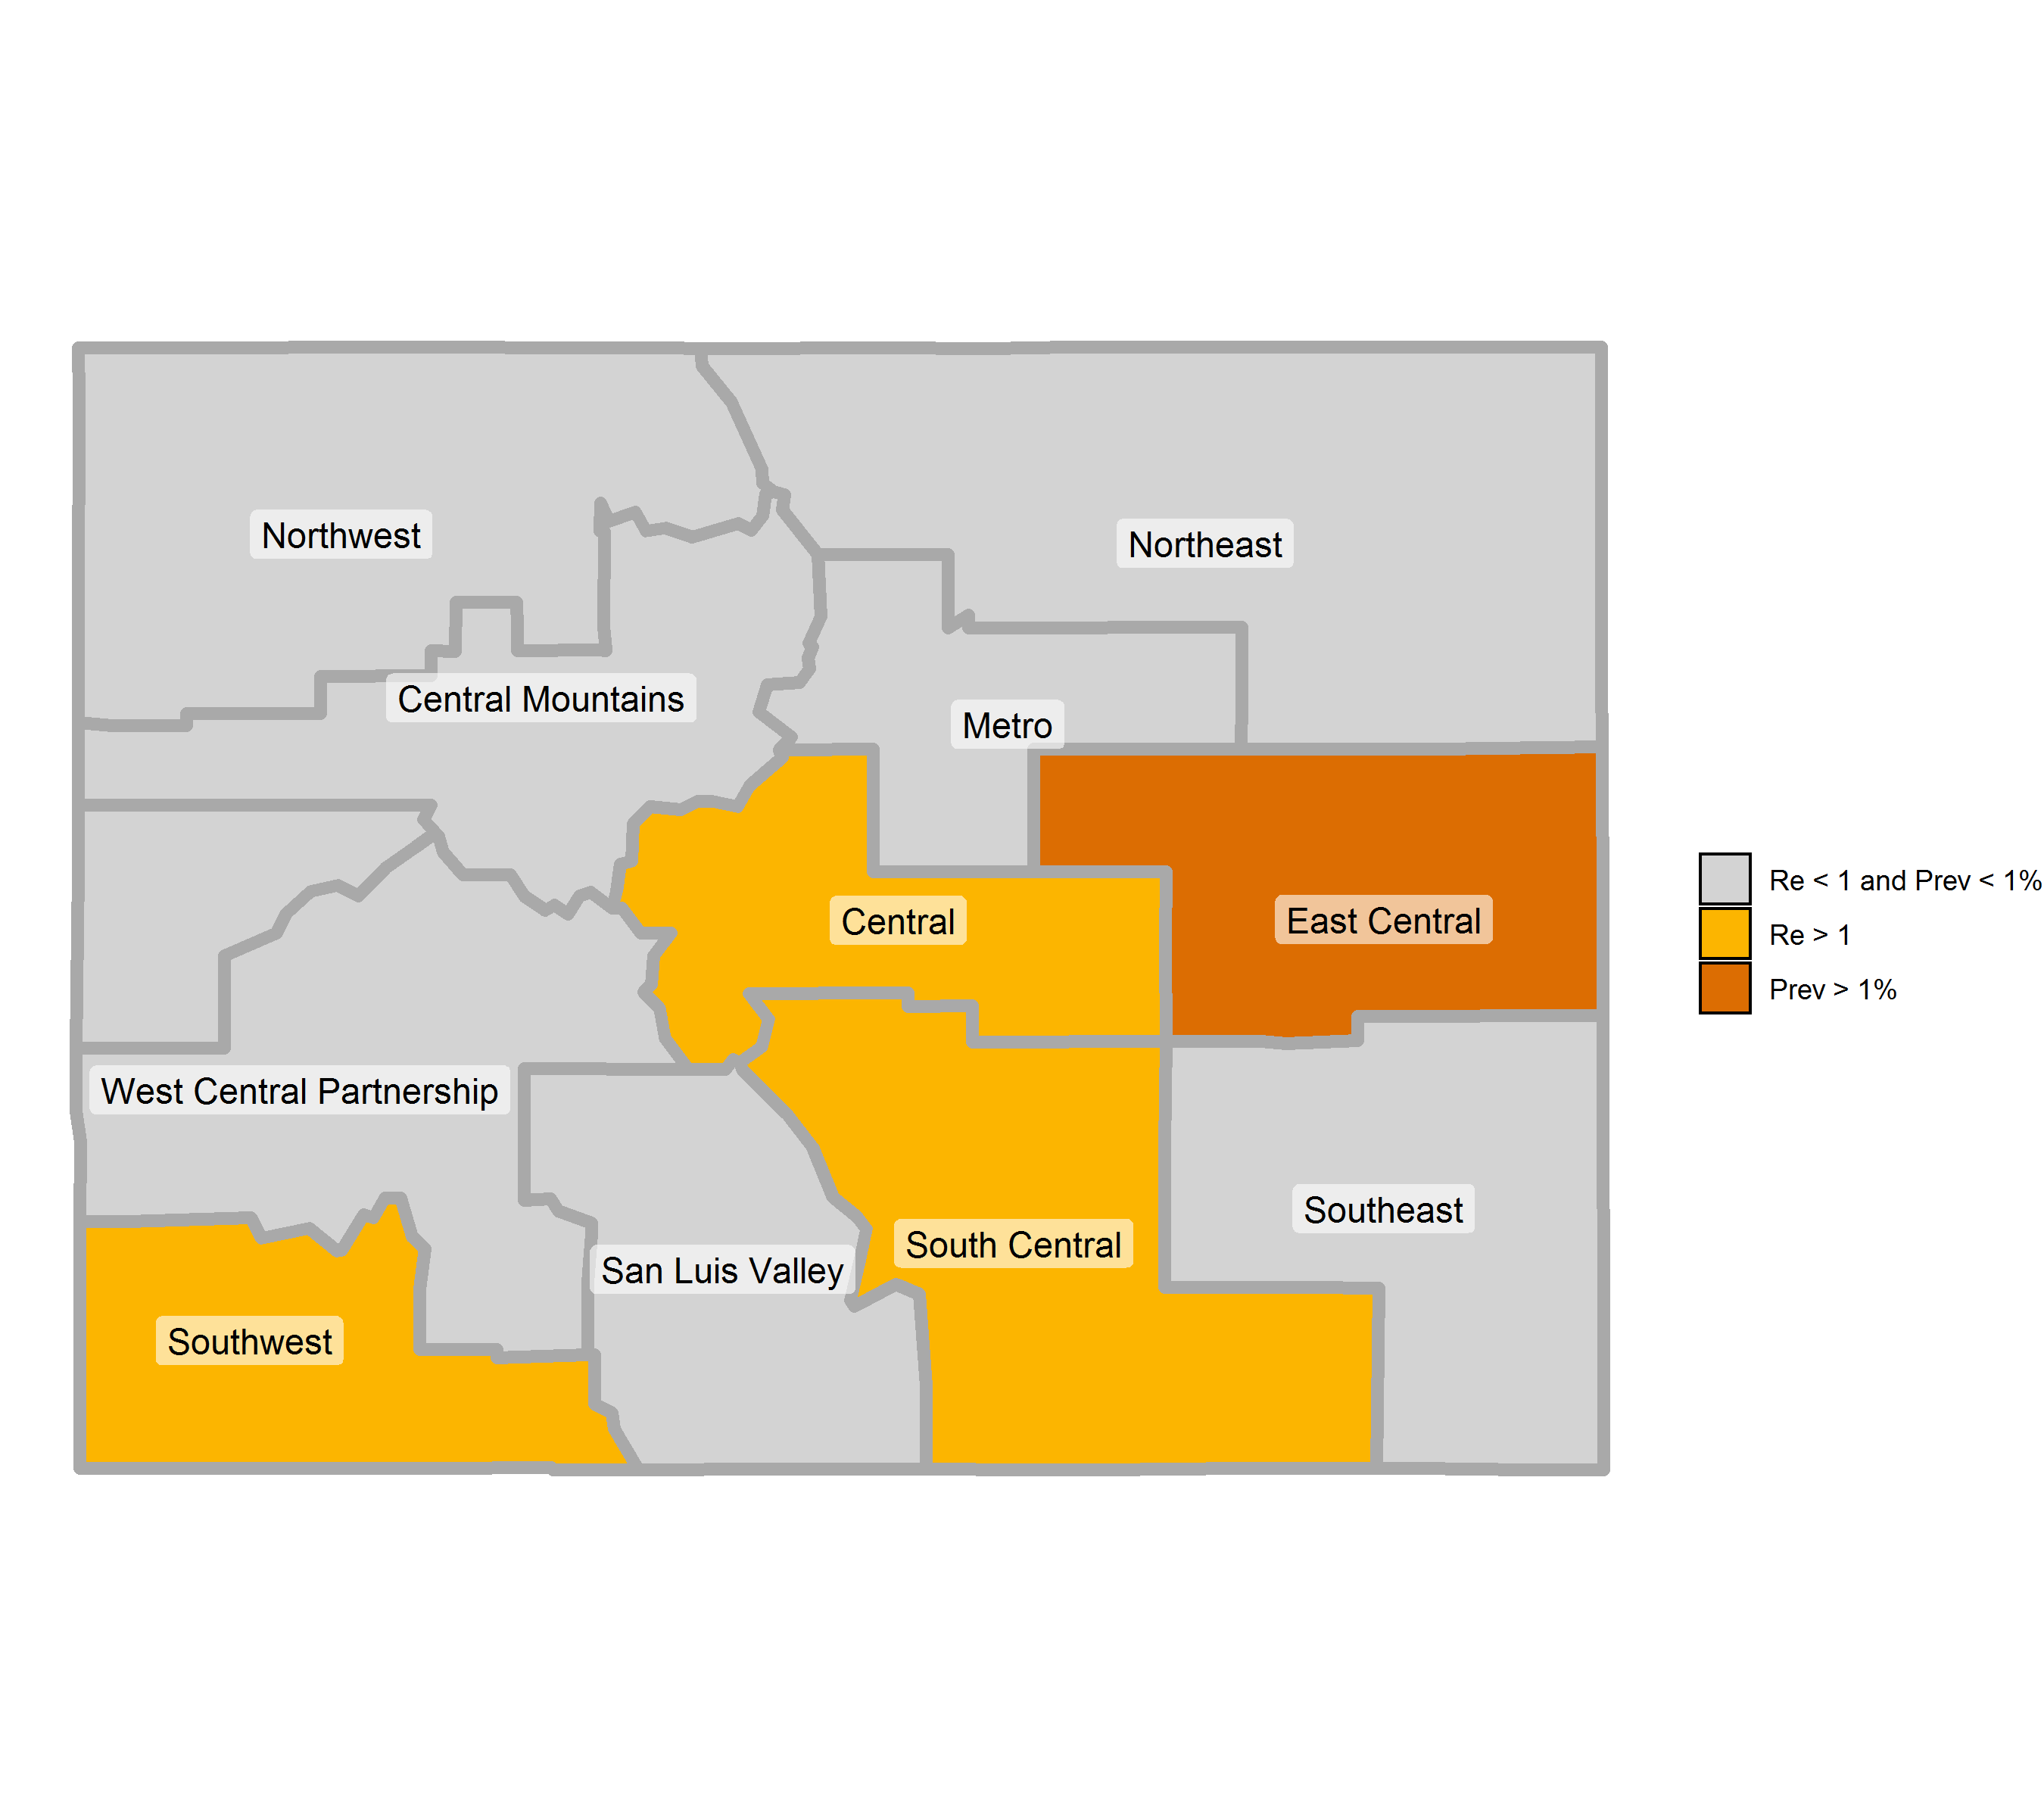 Northwest
Northeast
Central Mountains
Metro
Central
East Central
West Central Partnership
Southeast
South Central
San Luis Valley
Southwest
Re < 1 and Prev < 1%
Re > 1
Prev > 1%